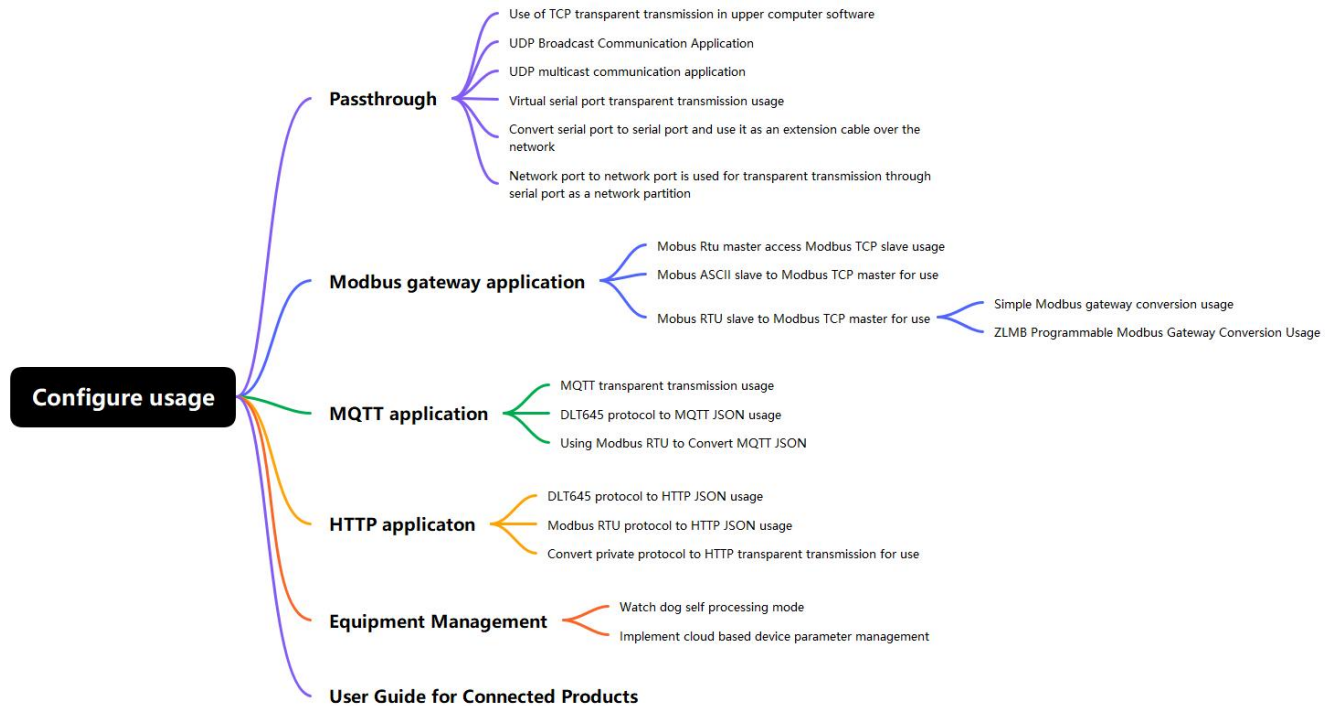 Configure usage
Passthrough
Use of TCP transparent transmission in upper computer software
UDP Broadcast Communication Application
UDP multicast communication application
Virtual serial port transparent transmission usage
Convert serial port to serial port and use it as an extension cable over the
network
Network port to network port is used for transparent transmission through
serial port as a network partition
Modbus gateway application
Mobus Rtu master access Modbus TCP slave usage
Mobus ASCII slave to Modbus TCP master for use
Mobus RTU slave to Modbus TCP master for use
Simple Modbus gateway conversion usage
ZLMB Programmable Modbus Gateway Conversion Usage
MQTT application
MQTT transparent transmission usage
DLT645 protocol to MQTT JSON usage
Using Modbus RTU to Convert MQTT JSON
HTTP applicaton
DLT645 protocol to HTTP JSON usage
Modbus RTU protocol to HTTP JSON usage
Convert private protocol to HTTP transparent transmission for use
Equipment Management
Watch dog self processing mode
Implement cloud based device parameter management
User Guide for Connected Products